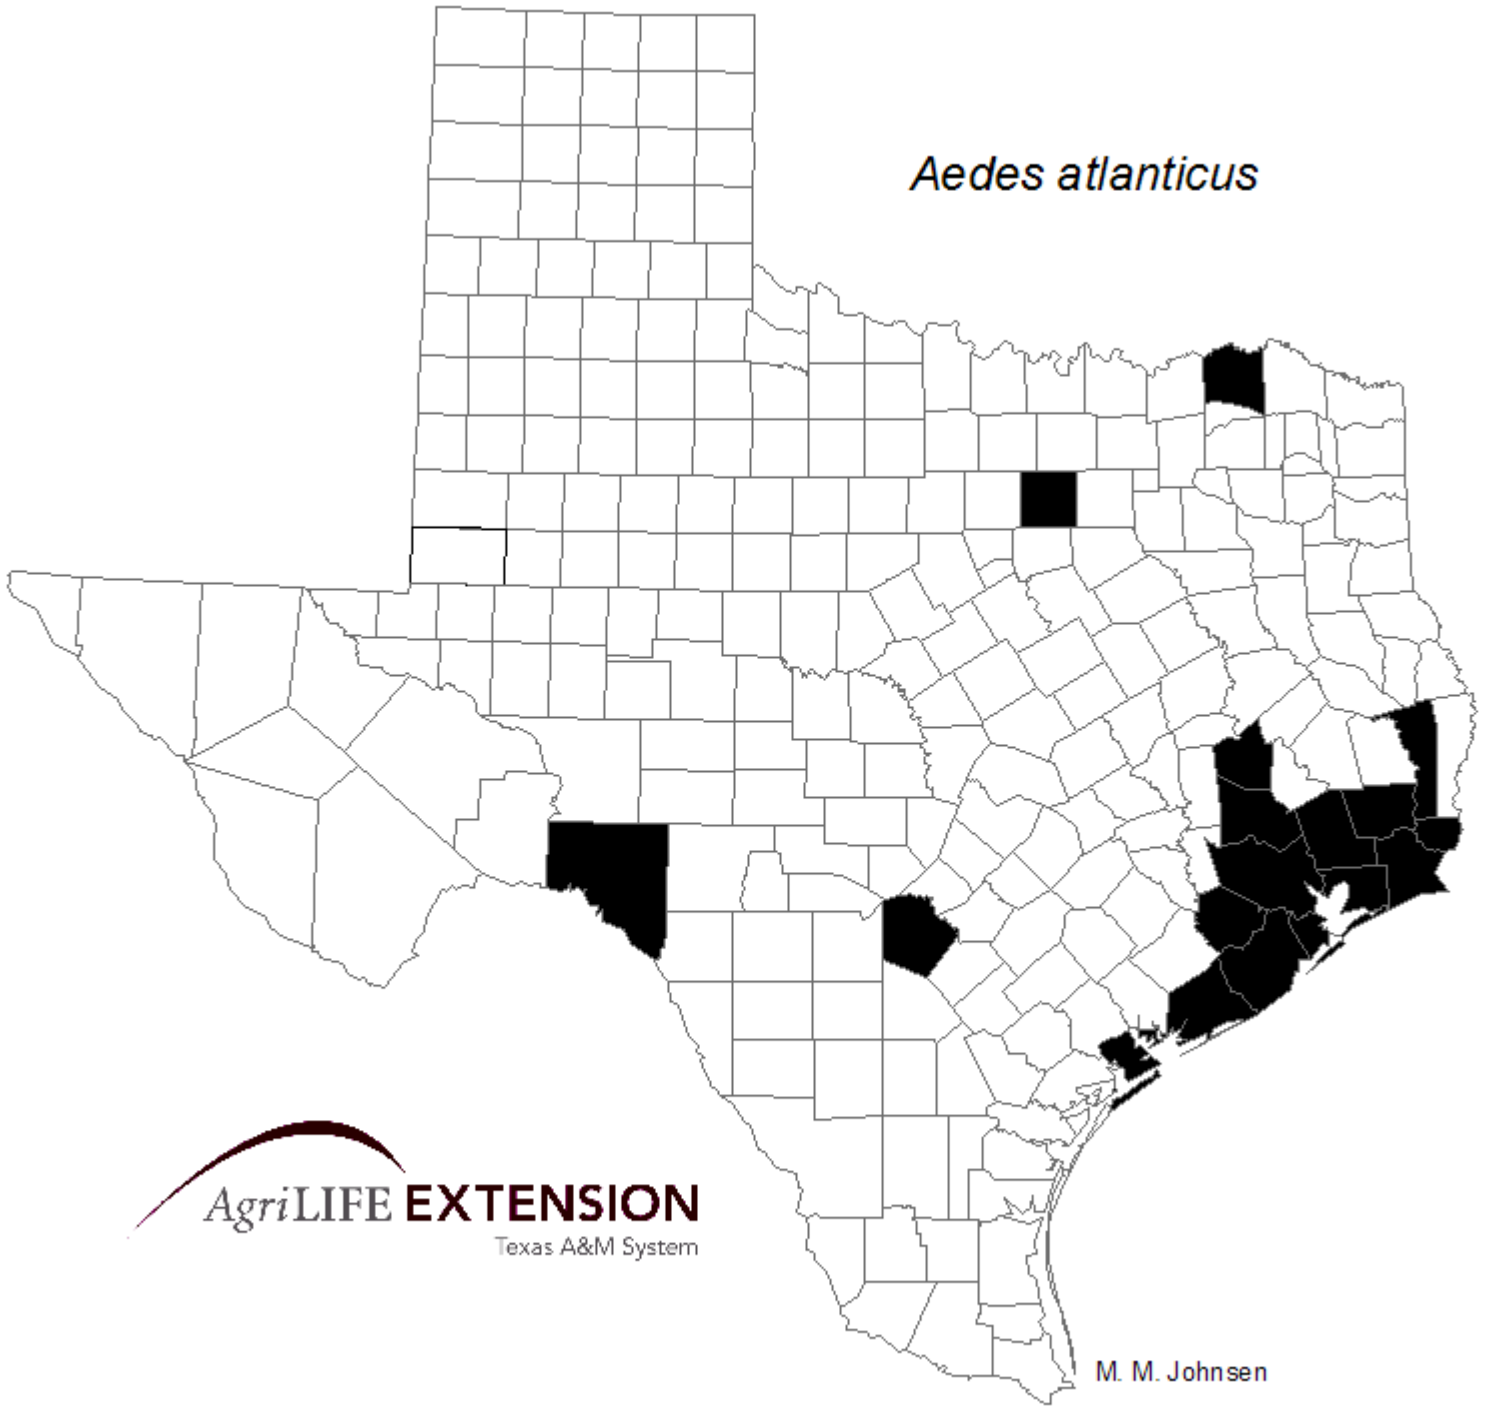 Aedes atlanticus
AgriLIFE EXTENSION
Texas A&M System
M. M. Johnsen